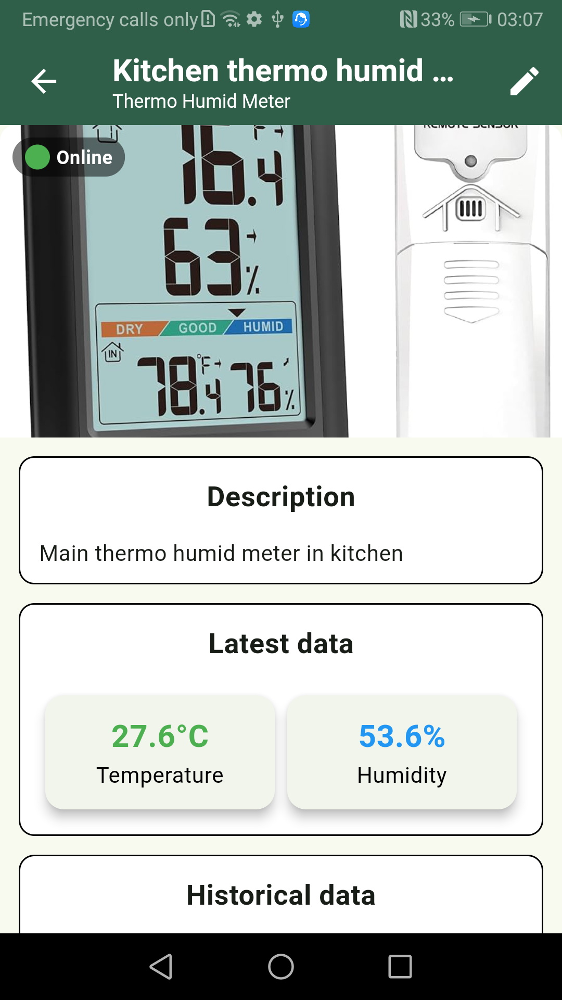 Emergency calls only 33% 03:07
Kitchen thermo humid ...
Thermo Humid Meter
REMOTE SENSOR
Online
76.4 °F
63%
DRY GOOD HUMID
IN
78.4 °F 76%
Description
Main thermo humid meter in kitchen
Latest data
27.6°C 53.6%
Temperature Humidity
Historical data